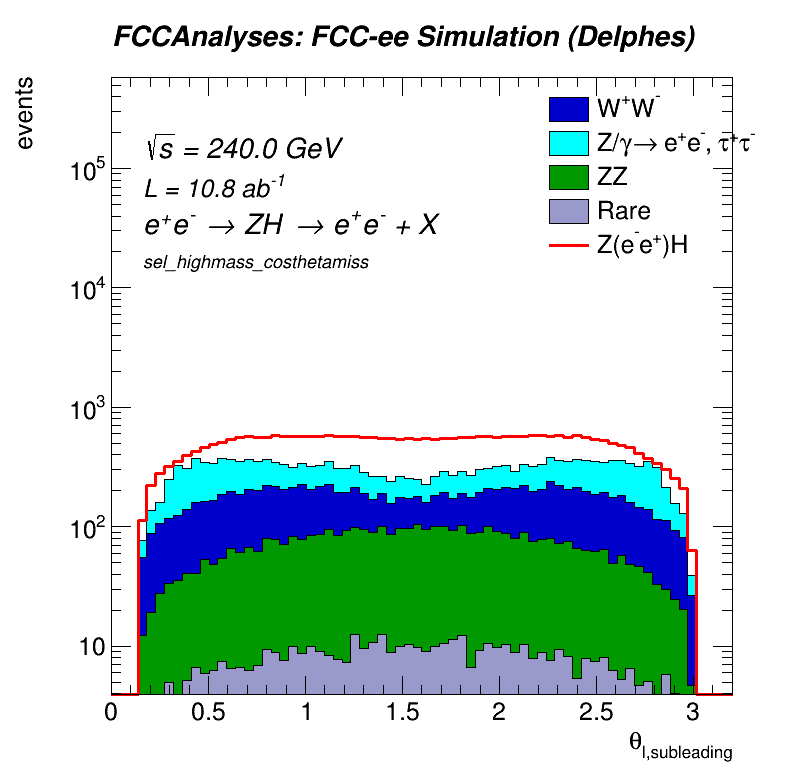 FCCAnalyses: FCC-ee Simulation (Delphes)
events
√s = 240.0 GeV
L = 10.8 ab⁻¹
e⁺e⁻ → ZH → e⁺e⁻ + X
sel_highmass_costhetamiss
W⁺W⁻
Z/γ→ e⁺e⁻, τ⁺τ⁻
ZZ
Rare
Z(e⁻e⁺)H
10⁵
10⁴
10³
10²
10
0 0.5 1 1.5 2 2.5 3
θl,subleading